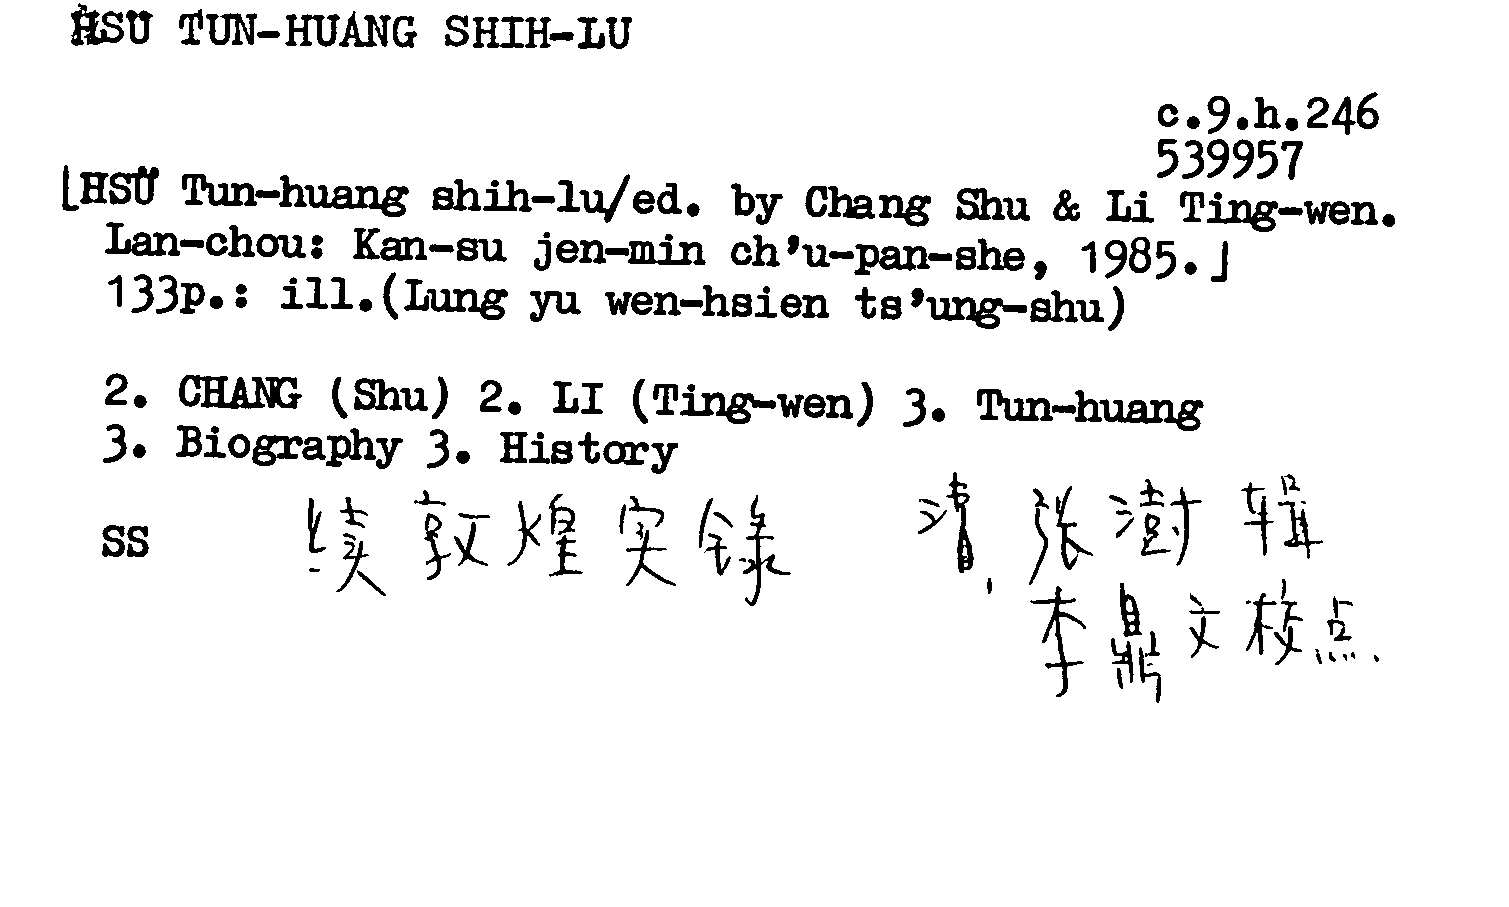 HSÜ TUN-HUANG SHIH-LU
c.9.h.246
539957
⌊HSÜ Tun-huang shih-lu/ed. by Chang Shu & Li Ting-wen.
Lan-chou: Kan-su jen-min ch'u-pan-she, 1985.⌋
133p.: ill.(Lung yu wen-hsien ts'ung-shu)
2. CHANG (Shu) 2. LI (Ting-wen) 3. Tun-huang
3. Biography 3. History
SS 续敦煌实録 清, 张澍辑
李鼎文校点.